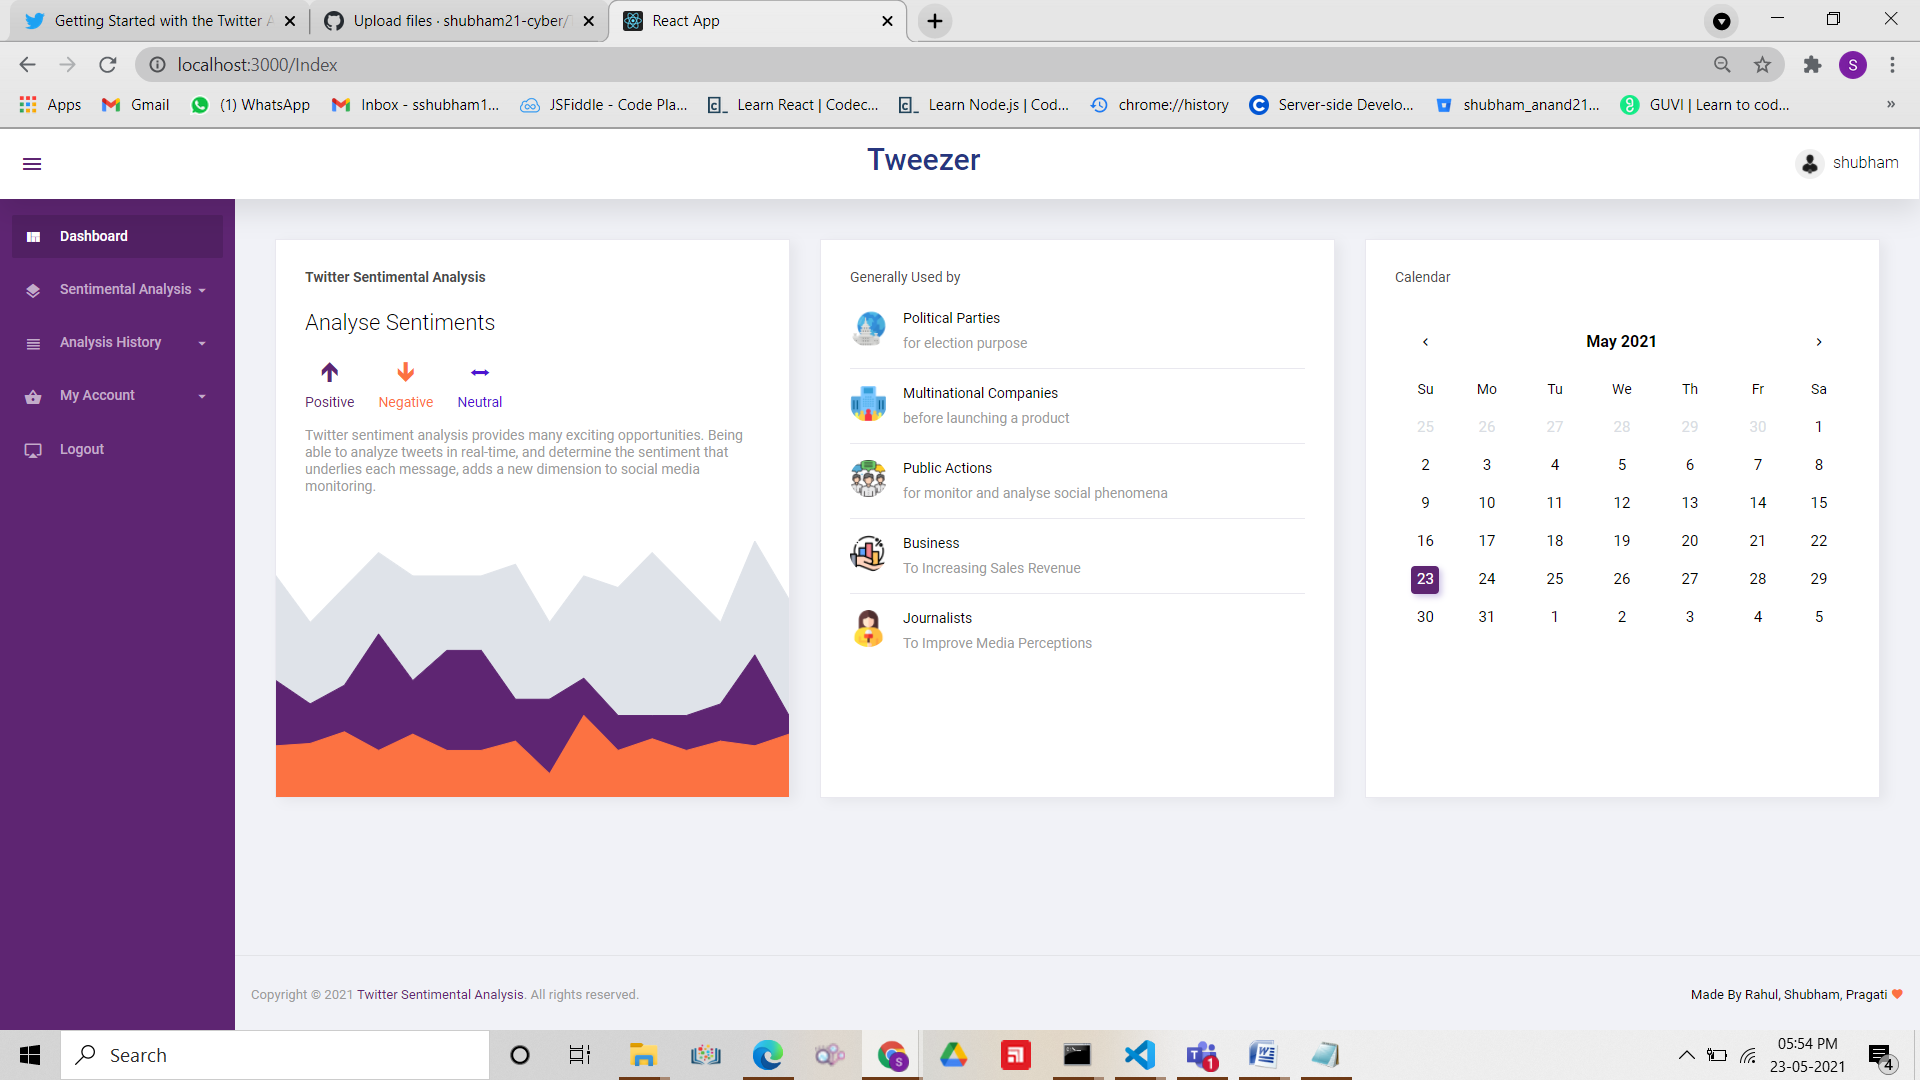 Getting Started with the Twitter A
Upload files · shubham21-cyber/
React App
localhost:3000/Index
S
Apps
Gmail
(1) WhatsApp
Inbox - sshubham1...
JSFiddle - Code Pla...
Learn React | Codec...
Learn Node.js | Cod...
chrome://history
Server-side Develo...
shubham_anand21...
GUVI | Learn to cod...
»
Tweezer
shubham
Dashboard
Sentimental Analysis
Analysis History
My Account
Logout
Twitter Sentimental Analysis
Analyse Sentiments
Positive Negative Neutral
Twitter sentiment analysis provides many exciting opportunities. Being
able to analyze tweets in real-time, and determine the sentiment that
underlies each message, adds a new dimension to social media
monitoring.
Generally Used by
Political Parties
for election purpose
Multinational Companies
before launching a product
Public Actions
for monitor and analyse social phenomena
Business
To Increasing Sales Revenue
Journalists
To Improve Media Perceptions
Calendar
‹ May 2021 ›
Su Mo Tu We Th Fr Sa
25 26 27 28 29 30 1
2 3 4 5 6 7 8
9 10 11 12 13 14 15
16 17 18 19 20 21 22
23 24 25 26 27 28 29
30 31 1 2 3 4 5
Copyright © 2021 Twitter Sentimental Analysis. All rights reserved.
Made By Rahul, Shubham, Pragati
Search
S
1
05:54 PM
23-05-2021
4